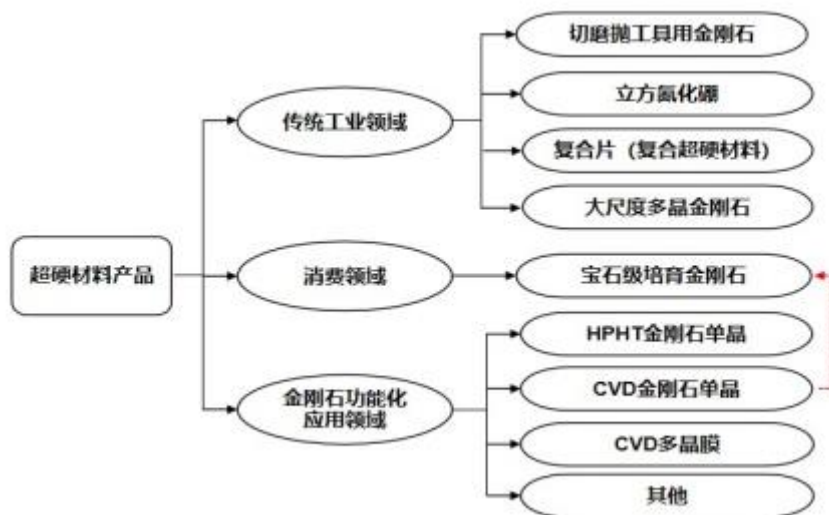 超硬材料产品
传统工业领域
切磨抛工具用金刚石
立方氮化硼
复合片（复合超硬材料）
大尺度多晶金刚石
消费领域
宝石级培育金刚石
金刚石功能化
应用领域
HPHT金刚石单晶
CVD金刚石单晶
CVD多晶膜
其他